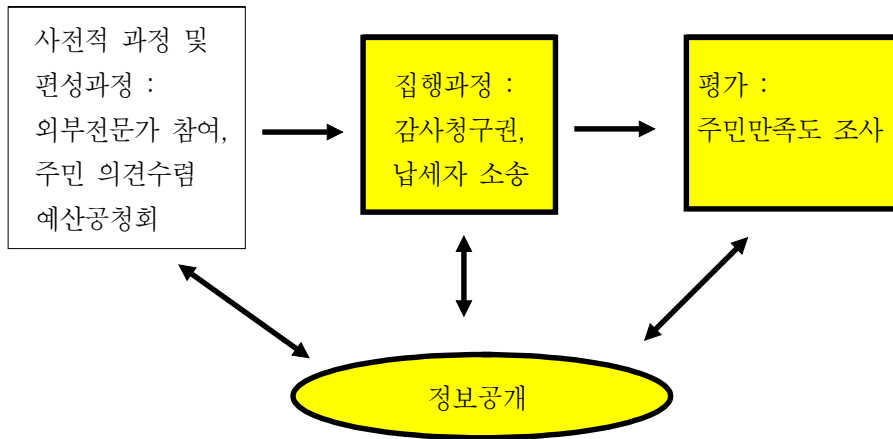 사전적 과정 및
편성과정 :
외부전문가 참여,
주민 의견수렴
예산공청회
집행과정 :
감사청구권,
납세자 소송
평가 :
주민만족도 조사
정보공개